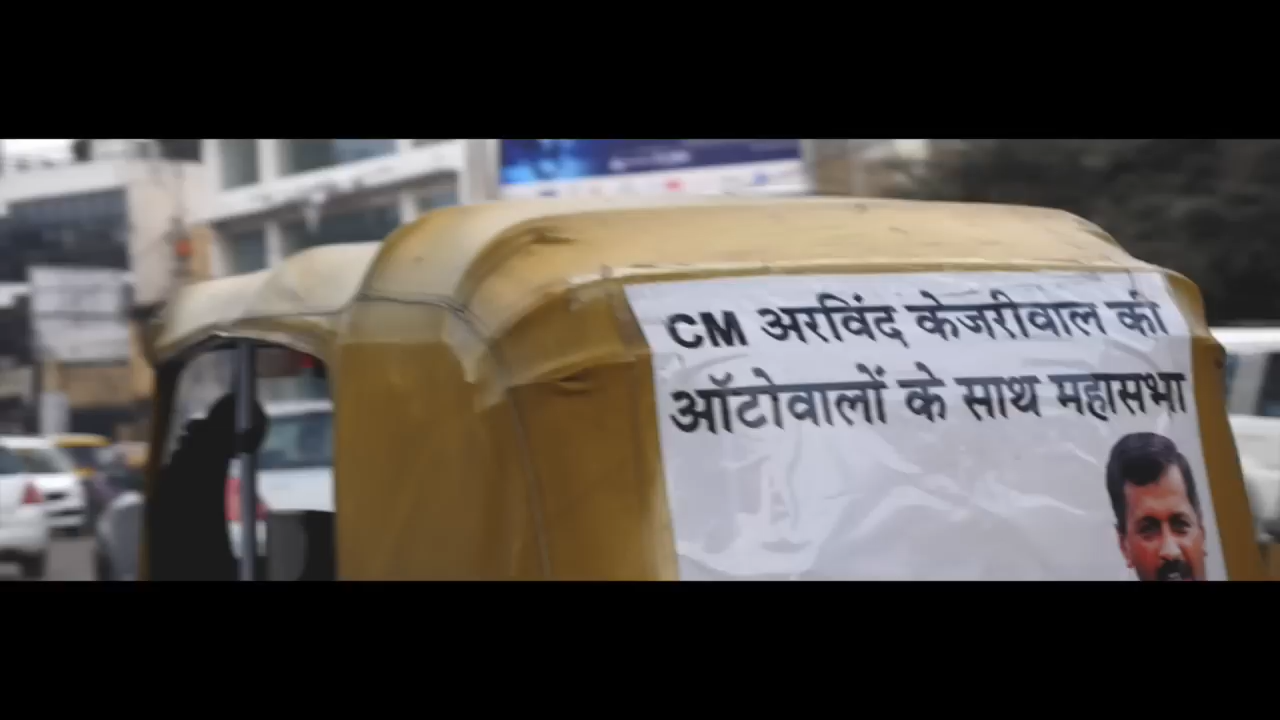 CM अरविंद केजरीवाल की
ऑटोवालों के साथ महासभा